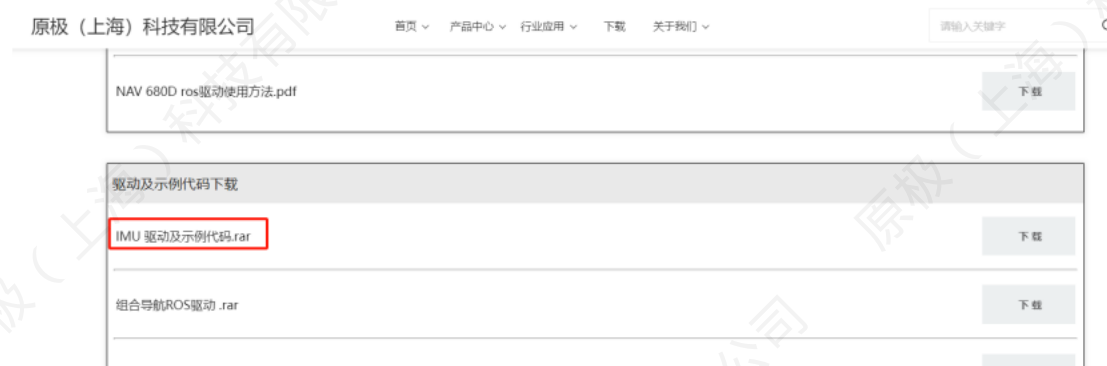 原极（上海）科技有限公司 首页 产品中心 行业应用 下载 关于我们 请输入关键字
NAV 680D ros驱动使用方法.pdf 下载
驱动及示例代码下载
IMU 驱动及示例代码.rar 下载
组合导航ROS驱动 .rar 下载